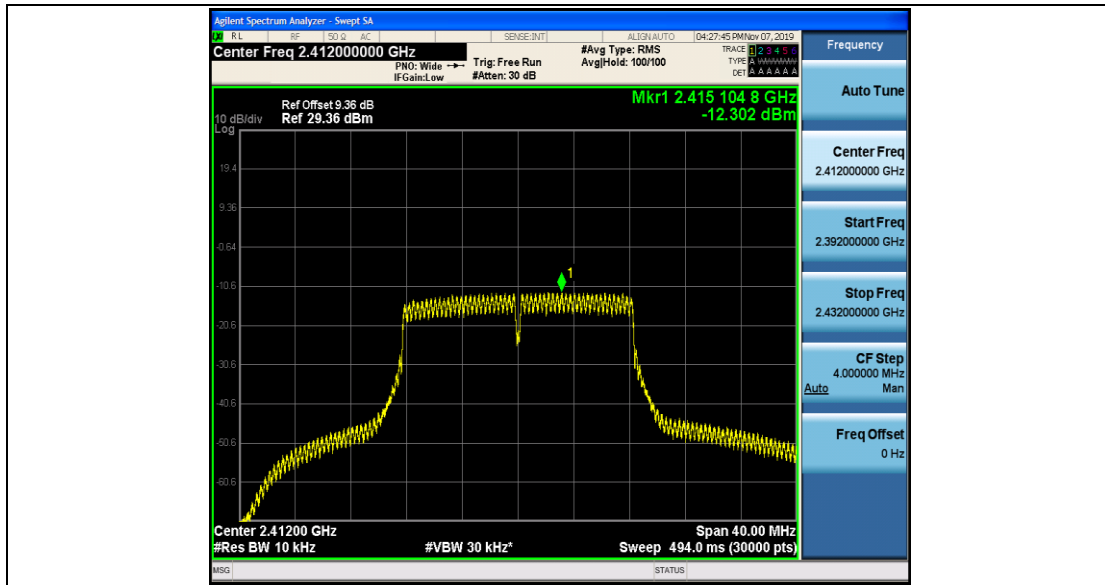 Agilent Spectrum Analyzer - Swept SA
RL RF 50 Ω AC SENSE:INT ALIGN AUTO 04:27:45 PM Nov 07, 2019
Center Freq 2.412000000 GHz
PNO: Wide
IFGain:Low
Trig: Free Run
#Atten: 30 dB
#Avg Type: RMS
Avg|Hold: 100/100
TRACE 1 2 3 4 5 6
TYPE A WWWWW
DET A A A A A A
Frequency
Auto Tune
Center Freq
2.412000000 GHz
Start Freq
2.392000000 GHz
Stop Freq
2.432000000 GHz
CF Step
4.000000 MHz
Auto Man
Freq Offset
0 Hz
Mkr1 2.415 104 8 GHz
-12.302 dBm
Ref Offset 9.36 dB
10 dB/div Ref 29.36 dBm
Log
19.4
9.36
-0.64
1
-10.6
-20.6
-30.6
-40.6
-50.6
-60.6
Center 2.41200 GHz Span 40.00 MHz
#Res BW 10 kHz #VBW 30 kHz* Sweep 494.0 ms (30000 pts)
MSG STATUS